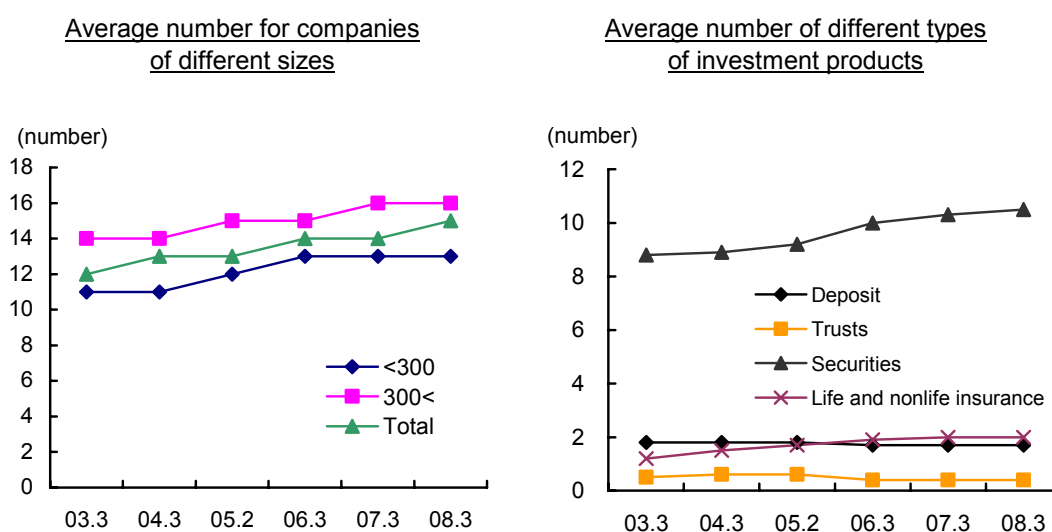 Average number for companies
of different sizes
(number)
18
16
14
12
10
8
6
4
2
0
03.3 04.3 05.2 06.3 07.3 08.3
<300
300<
Total
Average number of different types
of investment products
(number)
12
10
8
6
4
2
0
03.3 04.3 05.2 06.3 07.3 08.3
Deposit
Trusts
Securities
Life and nonlife insurance